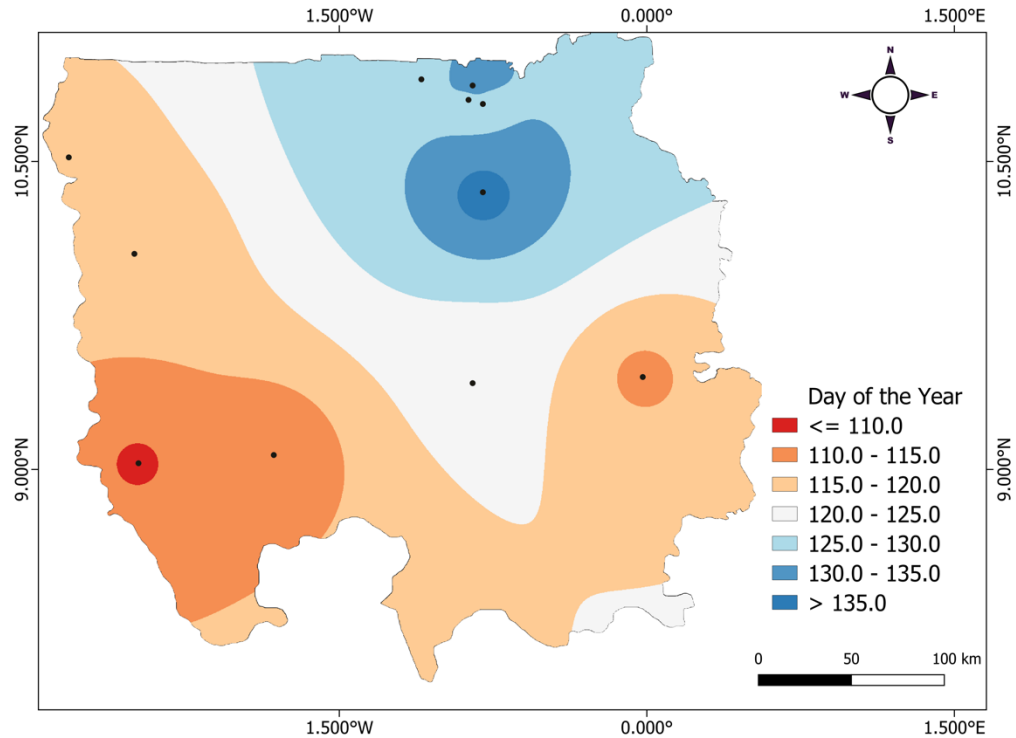 1.500°W 0.000° 1.500°E
N
W E
S
10.500°N 10.500°N
9.000°N 9.000°N
Day of the Year
<= 110.0
110.0 - 115.0
115.0 - 120.0
120.0 - 125.0
125.0 - 130.0
130.0 - 135.0
> 135.0
0 50 100 km
1.500°W 0.000° 1.500°E